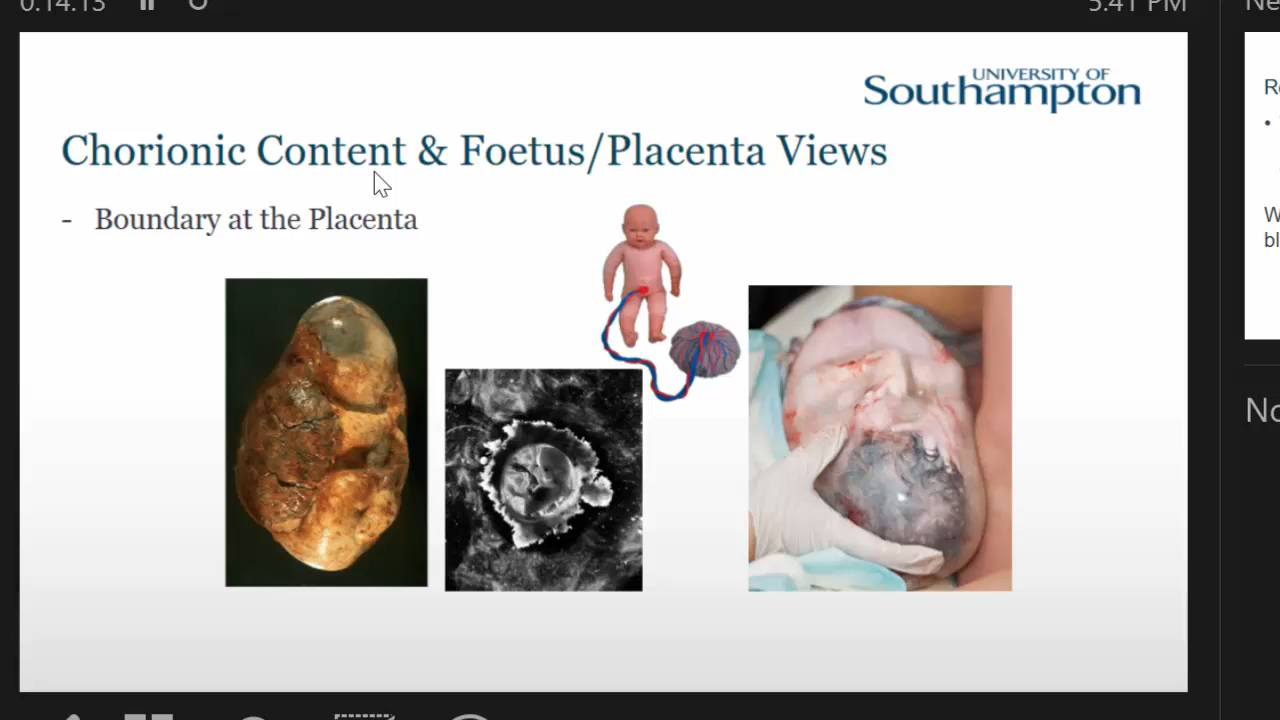 0:14:13
5:41 PM
UNIVERSITY OF
Southampton
Chorionic Content & Foetus/Placenta Views
- Boundary at the Placenta